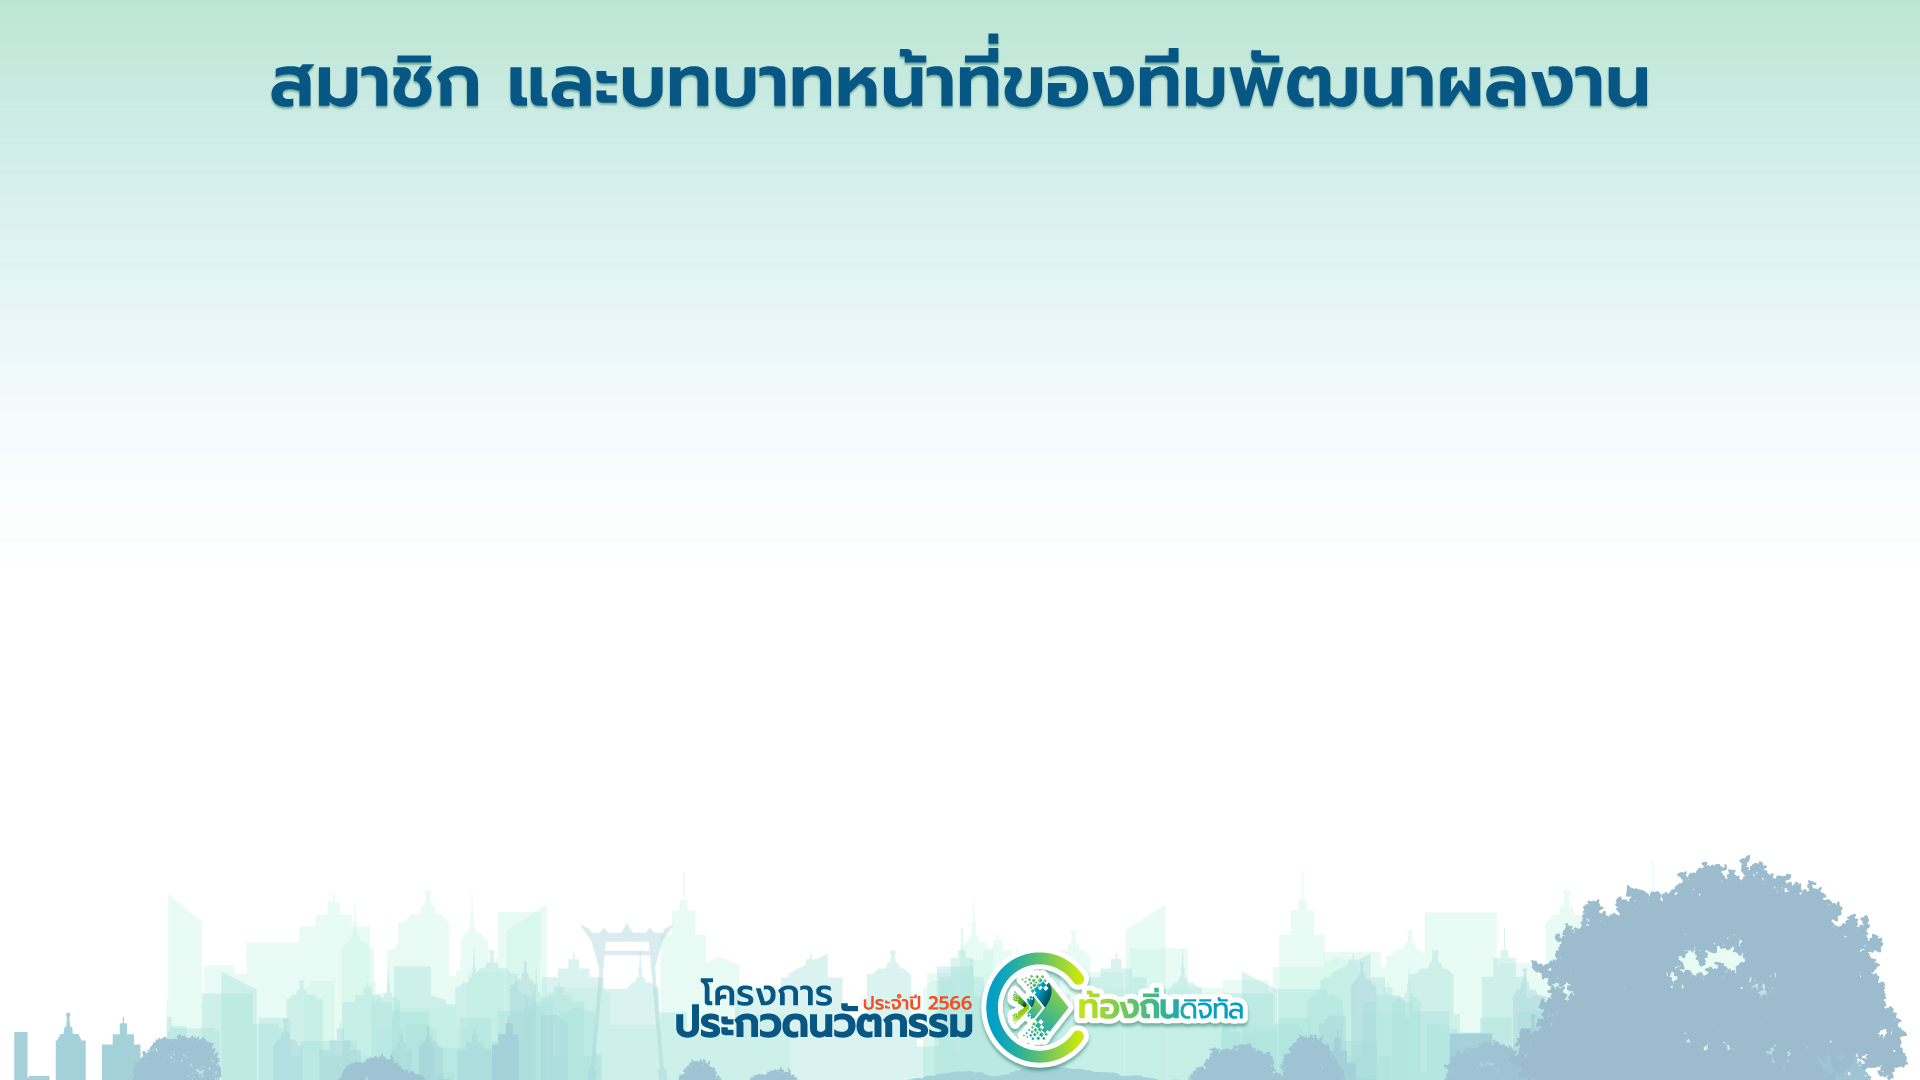 สมาชิก และบทบาทหน้าที่ของทีมพัฒนาผลงาน
โครงการ
ประกวดนวัตกรรม
ประจำปี 2566
ท้องถิ่นดิจิทัล